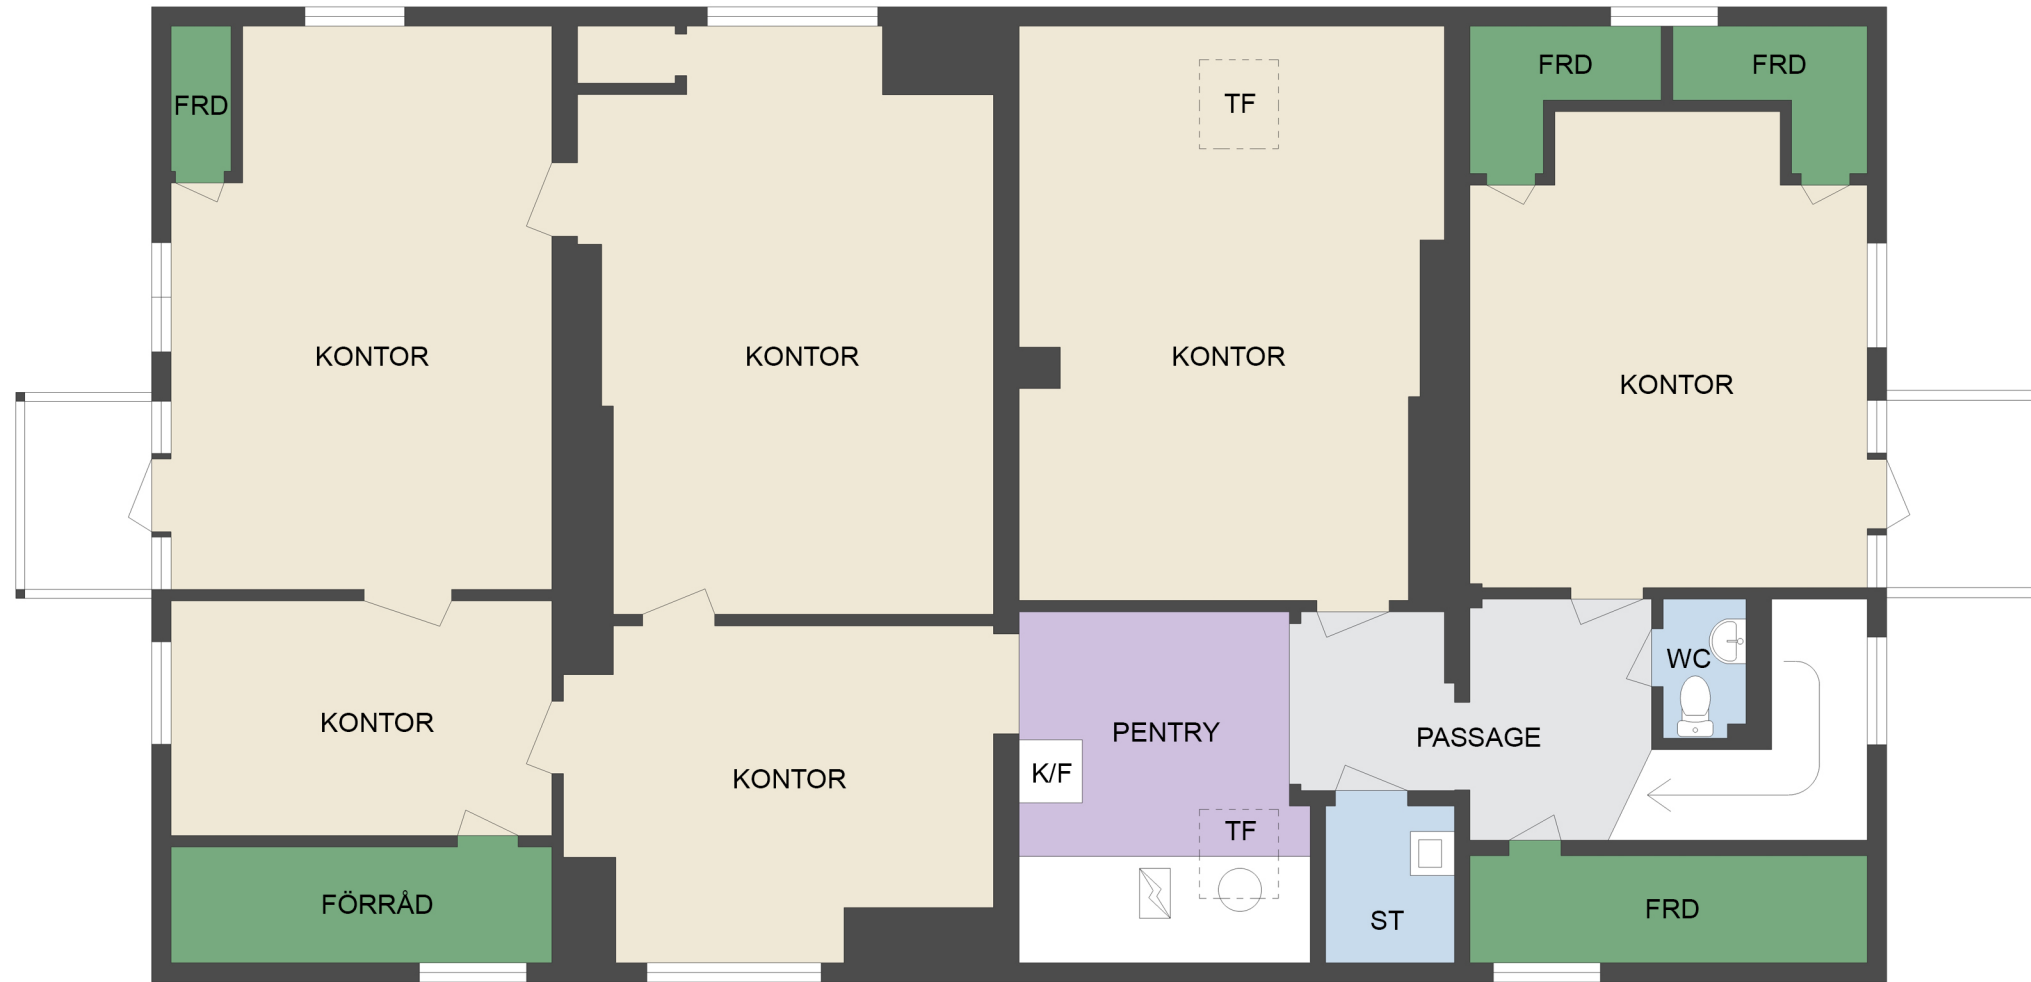 FRD
TF
FRD
FRD
KONTOR
KONTOR
KONTOR
KONTOR
KONTOR
KONTOR
PENTRY
K/F
TF
PASSAGE
WC
FÖRRÅD
ST
FRD